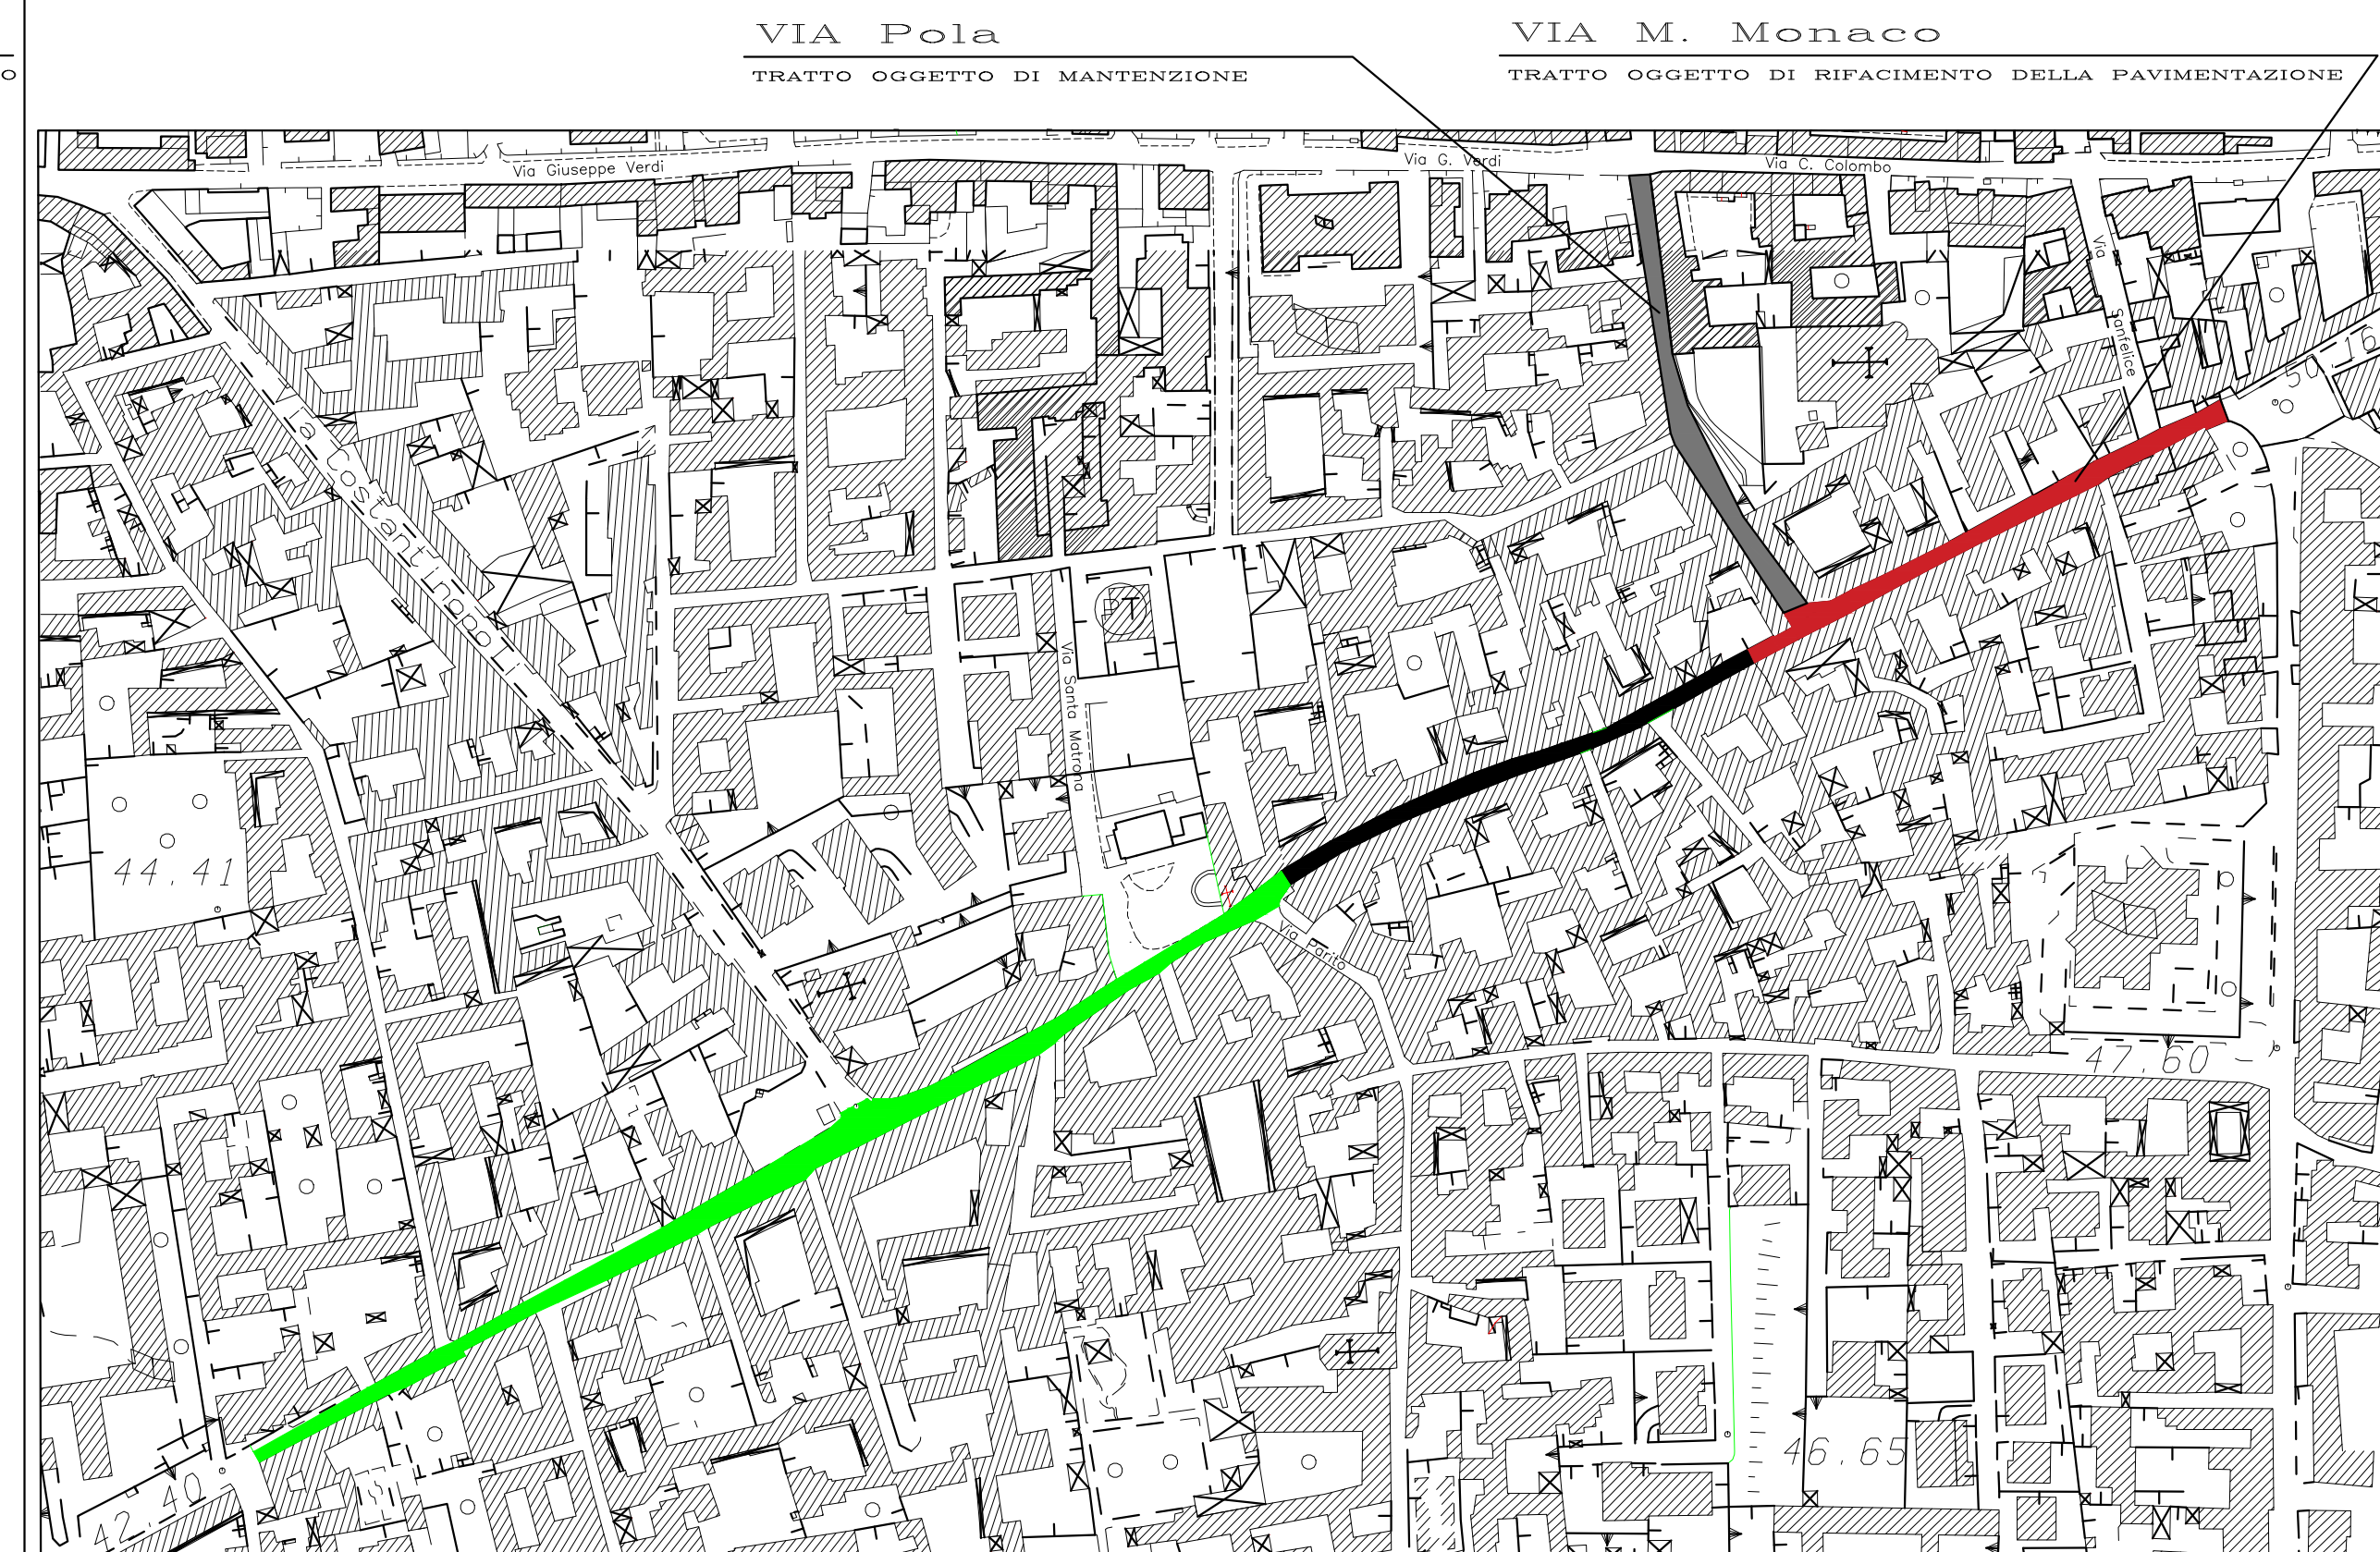 VIA Pola
TRATTO OGGETTO DI MANTENZIONE
VIA M. Monaco
TRATTO OGGETTO DI RIFACIMENTO DELLA PAVIMENTAZIONE
O
Via Giuseppe Verdi
Via G. Verdi
Via C. Colombo
Via Sanfelice
a Costantinopoli
PT
Via Santa Matrona
44.41
Via Parito
47.60
46.65
42.40